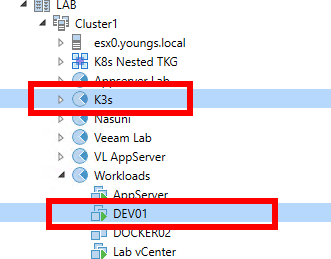 LAB
Cluster1
esx0.youngs.local
K8s Nested TKG
Appserver Lab
K3s
Nasuni
Veeam Lab
VL AppServer
Workloads
AppServer
DEV01
DOCKER02
Lab vCenter